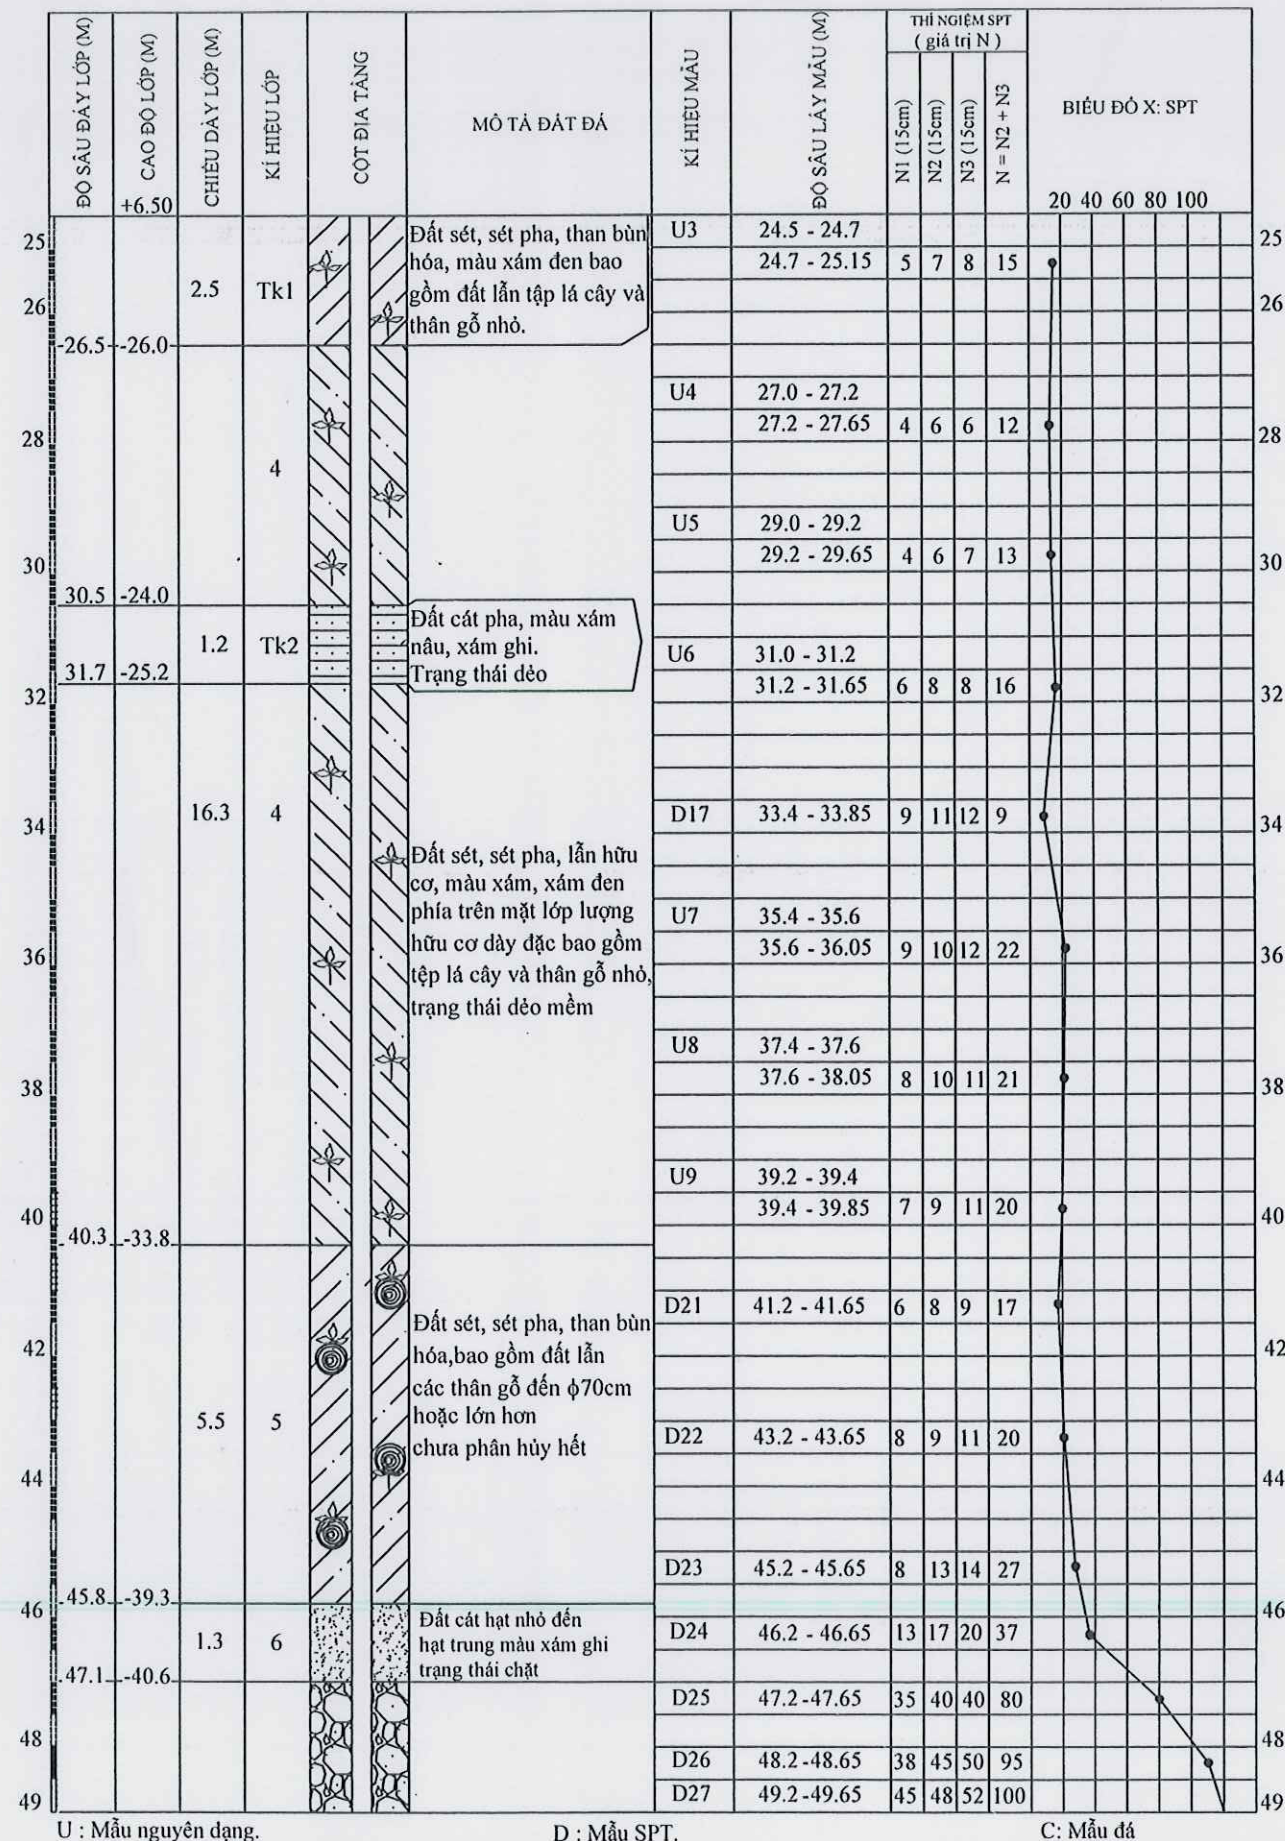 ĐỘ SÂU ĐÁY LỚP (M)
CAO ĐỘ LỚP (M)
CHIỀU DÀY LỚP (M)
KÍ HIỆU LỚP
CỘT ĐỊA TẦNG
MÔ TẢ ĐẤT ĐÁ
KÍ HIỆU MẪU
ĐỘ SÂU LẤY MẪU (M)
THÍ NGIỆM SPT
( giá trị N )
N1 (15cm)
N2 (15cm)
N3 (15cm)
N = N2 + N3
BIỂU ĐỒ X: SPT
+6.50
20 40 60 80 100
Đất sét, sét pha, than bùn
hóa, màu xám đen bao
gồm đất lẫn tập lá cây và
thân gỗ nhỏ.
2.5 Tk1
U3 24.5 - 24.7
25 25
24.7 - 25.15 5 7 8 15
26 26
-26.5 -26.0
U4 27.0 - 27.2
27.2 - 27.65 4 6 6 12
28 28
4
U5 29.0 - 29.2
29.2 - 29.65 4 6 7 13
30 30
30.5 -24.0
Đất cát pha, màu xám
nâu, xám ghi.
Trạng thái dẻo
1.2 Tk2
U6 31.0 - 31.2
31.7 -25.2
31.2 - 31.65 6 8 8 16
32 32
16.3 4
D17 33.4 - 33.85 9 11 12 9
34 34
Đất sét, sét pha, lẫn hữu
cơ, màu xám, xám đen
phía trên mặt lớp lượng
hữu cơ dày đặc bao gồm
tệp lá cây và thân gỗ nhỏ,
trạng thái dẻo mềm
U7 35.4 - 35.6
35.6 - 36.05 9 10 12 22
36 36
U8 37.4 - 37.6
37.6 - 38.05 8 10 11 21
38 38
U9 39.2 - 39.4
39.4 - 39.85 7 9 11 20
40 40
40.3 -33.8
D21 41.2 - 41.65 6 8 9 17
Đất sét, sét pha, than bùn
hóa,bao gồm đất lẫn
các thân gỗ đến ϕ70cm
hoặc lớn hơn
chưa phân hủy hết
42 42
5.5 5
D22 43.2 - 43.65 8 9 11 20
44 44
D23 45.2 - 45.65 8 13 14 27
45.8 -39.3
46 46
Đất cát hạt nhỏ đến
hạt trung màu xám ghi
trạng thái chặt
1.3 6
D24 46.2 - 46.65 13 17 20 37
47.1 -40.6
D25 47.2 -47.65 35 40 40 80
48 48
D26 48.2 -48.65 38 45 50 95
D27 49.2 -49.65 45 48 52 100
49 49
U : Mẫu nguyên dạng. D : Mẫu SPT. C: Mẫu đá